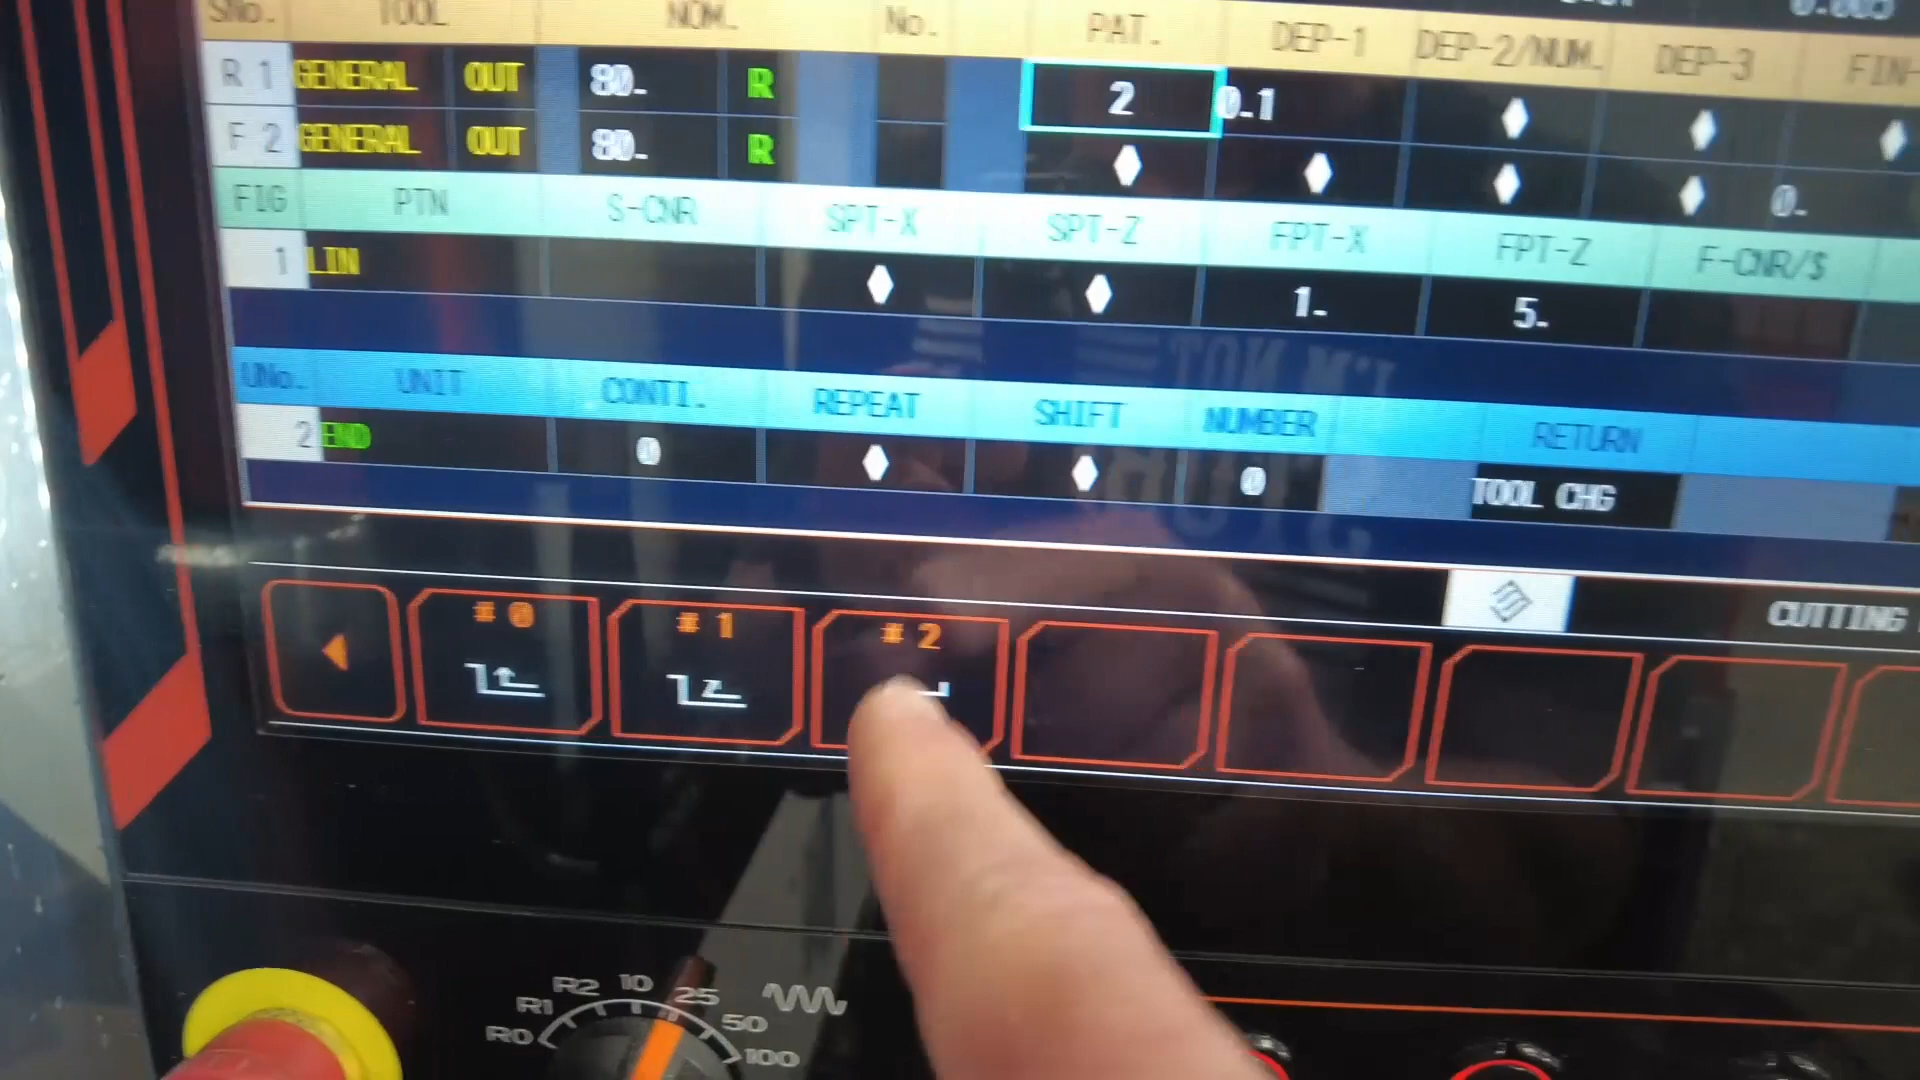 SNo. TOOL NOM. No. PAT. DEP-1 DEP-2/NUM. DEP-3 FIN-
R 1 GENERAL OUT 80. R 2 0.1
F 2 GENERAL OUT 80. R 0.
FIG PTN S-CNR SPT-X SPT-Z FPT-X FPT-Z F-CNR/$
1 LIN 1. 5.
UNo. UNIT CONTI. REPEAT SHIFT NUMBER RETURN
2 END 0 0 TOOL CHG
CUTTING
# 0 # 1 # 2
R0 R1 R2 10 25 50 100